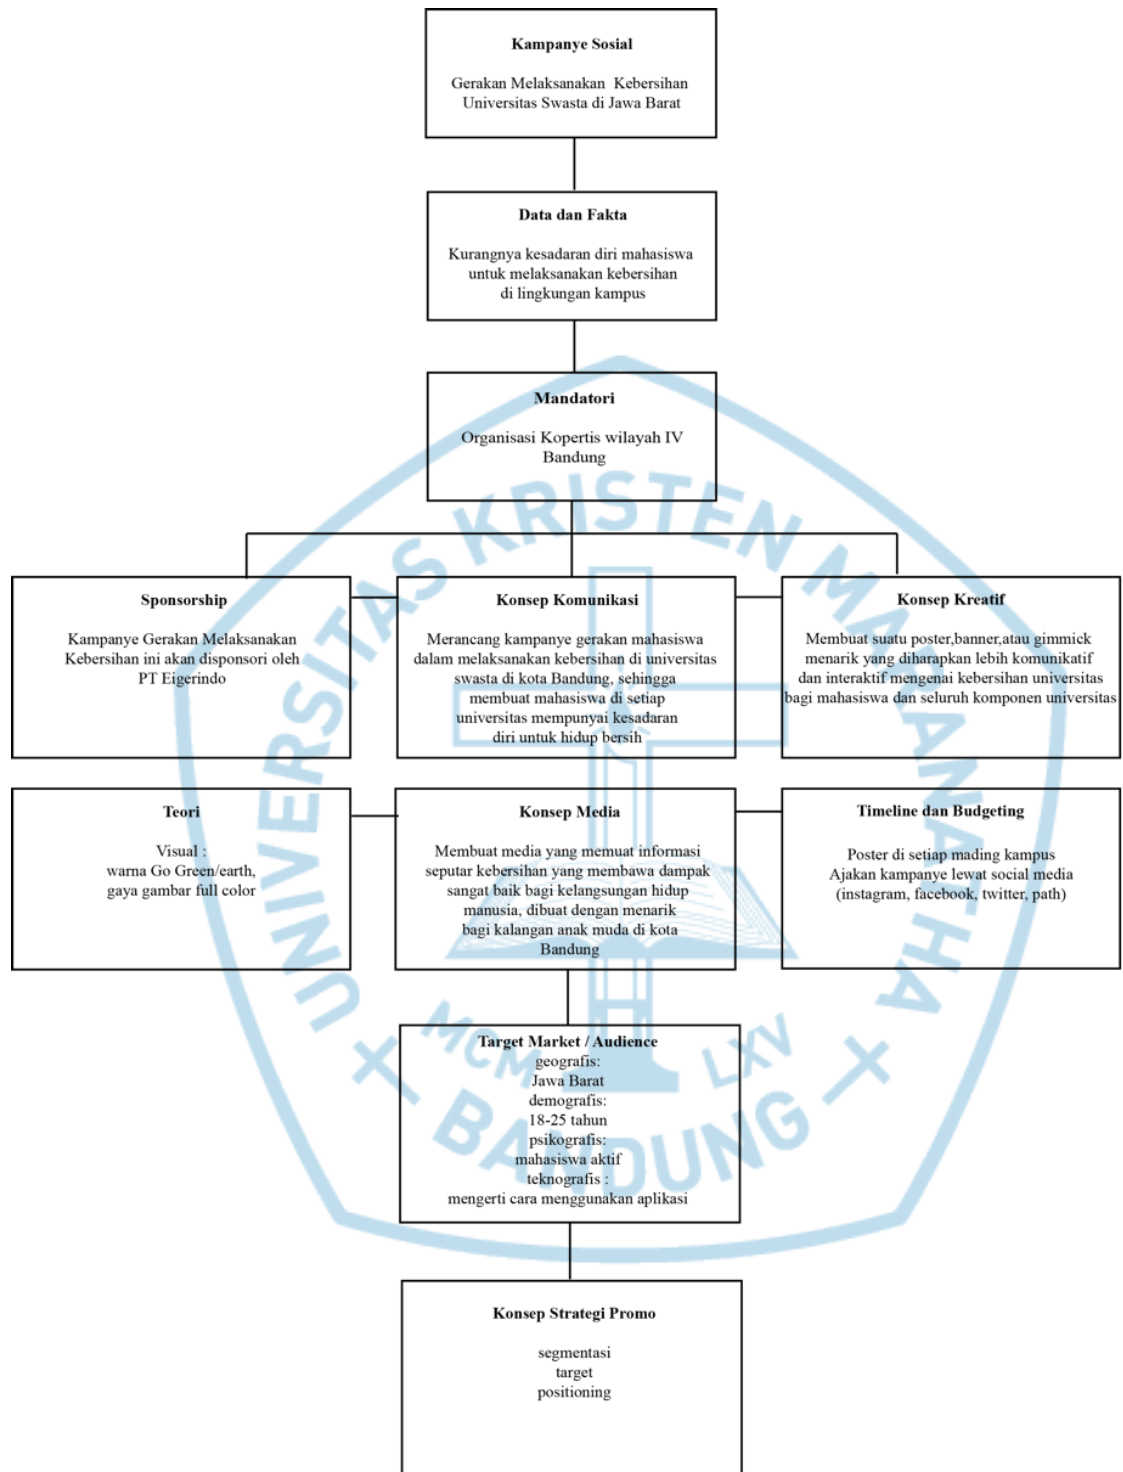 Kampanye Sosial
Gerakan Melaksanakan Kebersihan
Universitas Swasta di Jawa Barat
Data dan Fakta
Kurangnya kesadaran diri mahasiswa
untuk melaksanakan kebersihan
di lingkungan kampus
Mandatori
Organisasi Kopertis wilayah IV
Bandung
Sponsorship
Kampanye Gerakan Melaksanakan
Kebersihan ini akan disponsori oleh
PT Eigerindo
Konsep Komunikasi
Merancang kampanye gerakan mahasiswa
dalam melaksanakan kebersihan di universitas
swasta di kota Bandung, sehingga
membuat mahasiswa di setiap
universitas mempunyai kesadaran
diri untuk hidup bersih
Konsep Kreatif
Membuat suatu poster,banner,atau gimmick
menarik yang diharapkan lebih komunikatif
dan interaktif mengenai kebersihan universitas
bagi mahasiswa dan seluruh komponen universitas
Teori
Visual :
warna Go Green/earth,
gaya gambar full color
Konsep Media
Membuat media yang memuat informasi
seputar kebersihan yang membawa dampak
sangat baik bagi kelangsungan hidup
manusia, dibuat dengan menarik
bagi kalangan anak muda di kota
Bandung
Timeline dan Budgeting
Poster di setiap mading kampus
Ajakan kampanye lewat social media
(instagram, facebook, twitter, path)
Target Market / Audience
geografis:
Jawa Barat
demografis:
18-25 tahun
psikografis:
mahasiswa aktif
teknografis :
mengerti cara menggunakan aplikasi
Konsep Strategi Promo
segmentasi
target
positioning
UNIVERSITAS KRISTEN MARANATHA
MCM LXV
BANDUNG